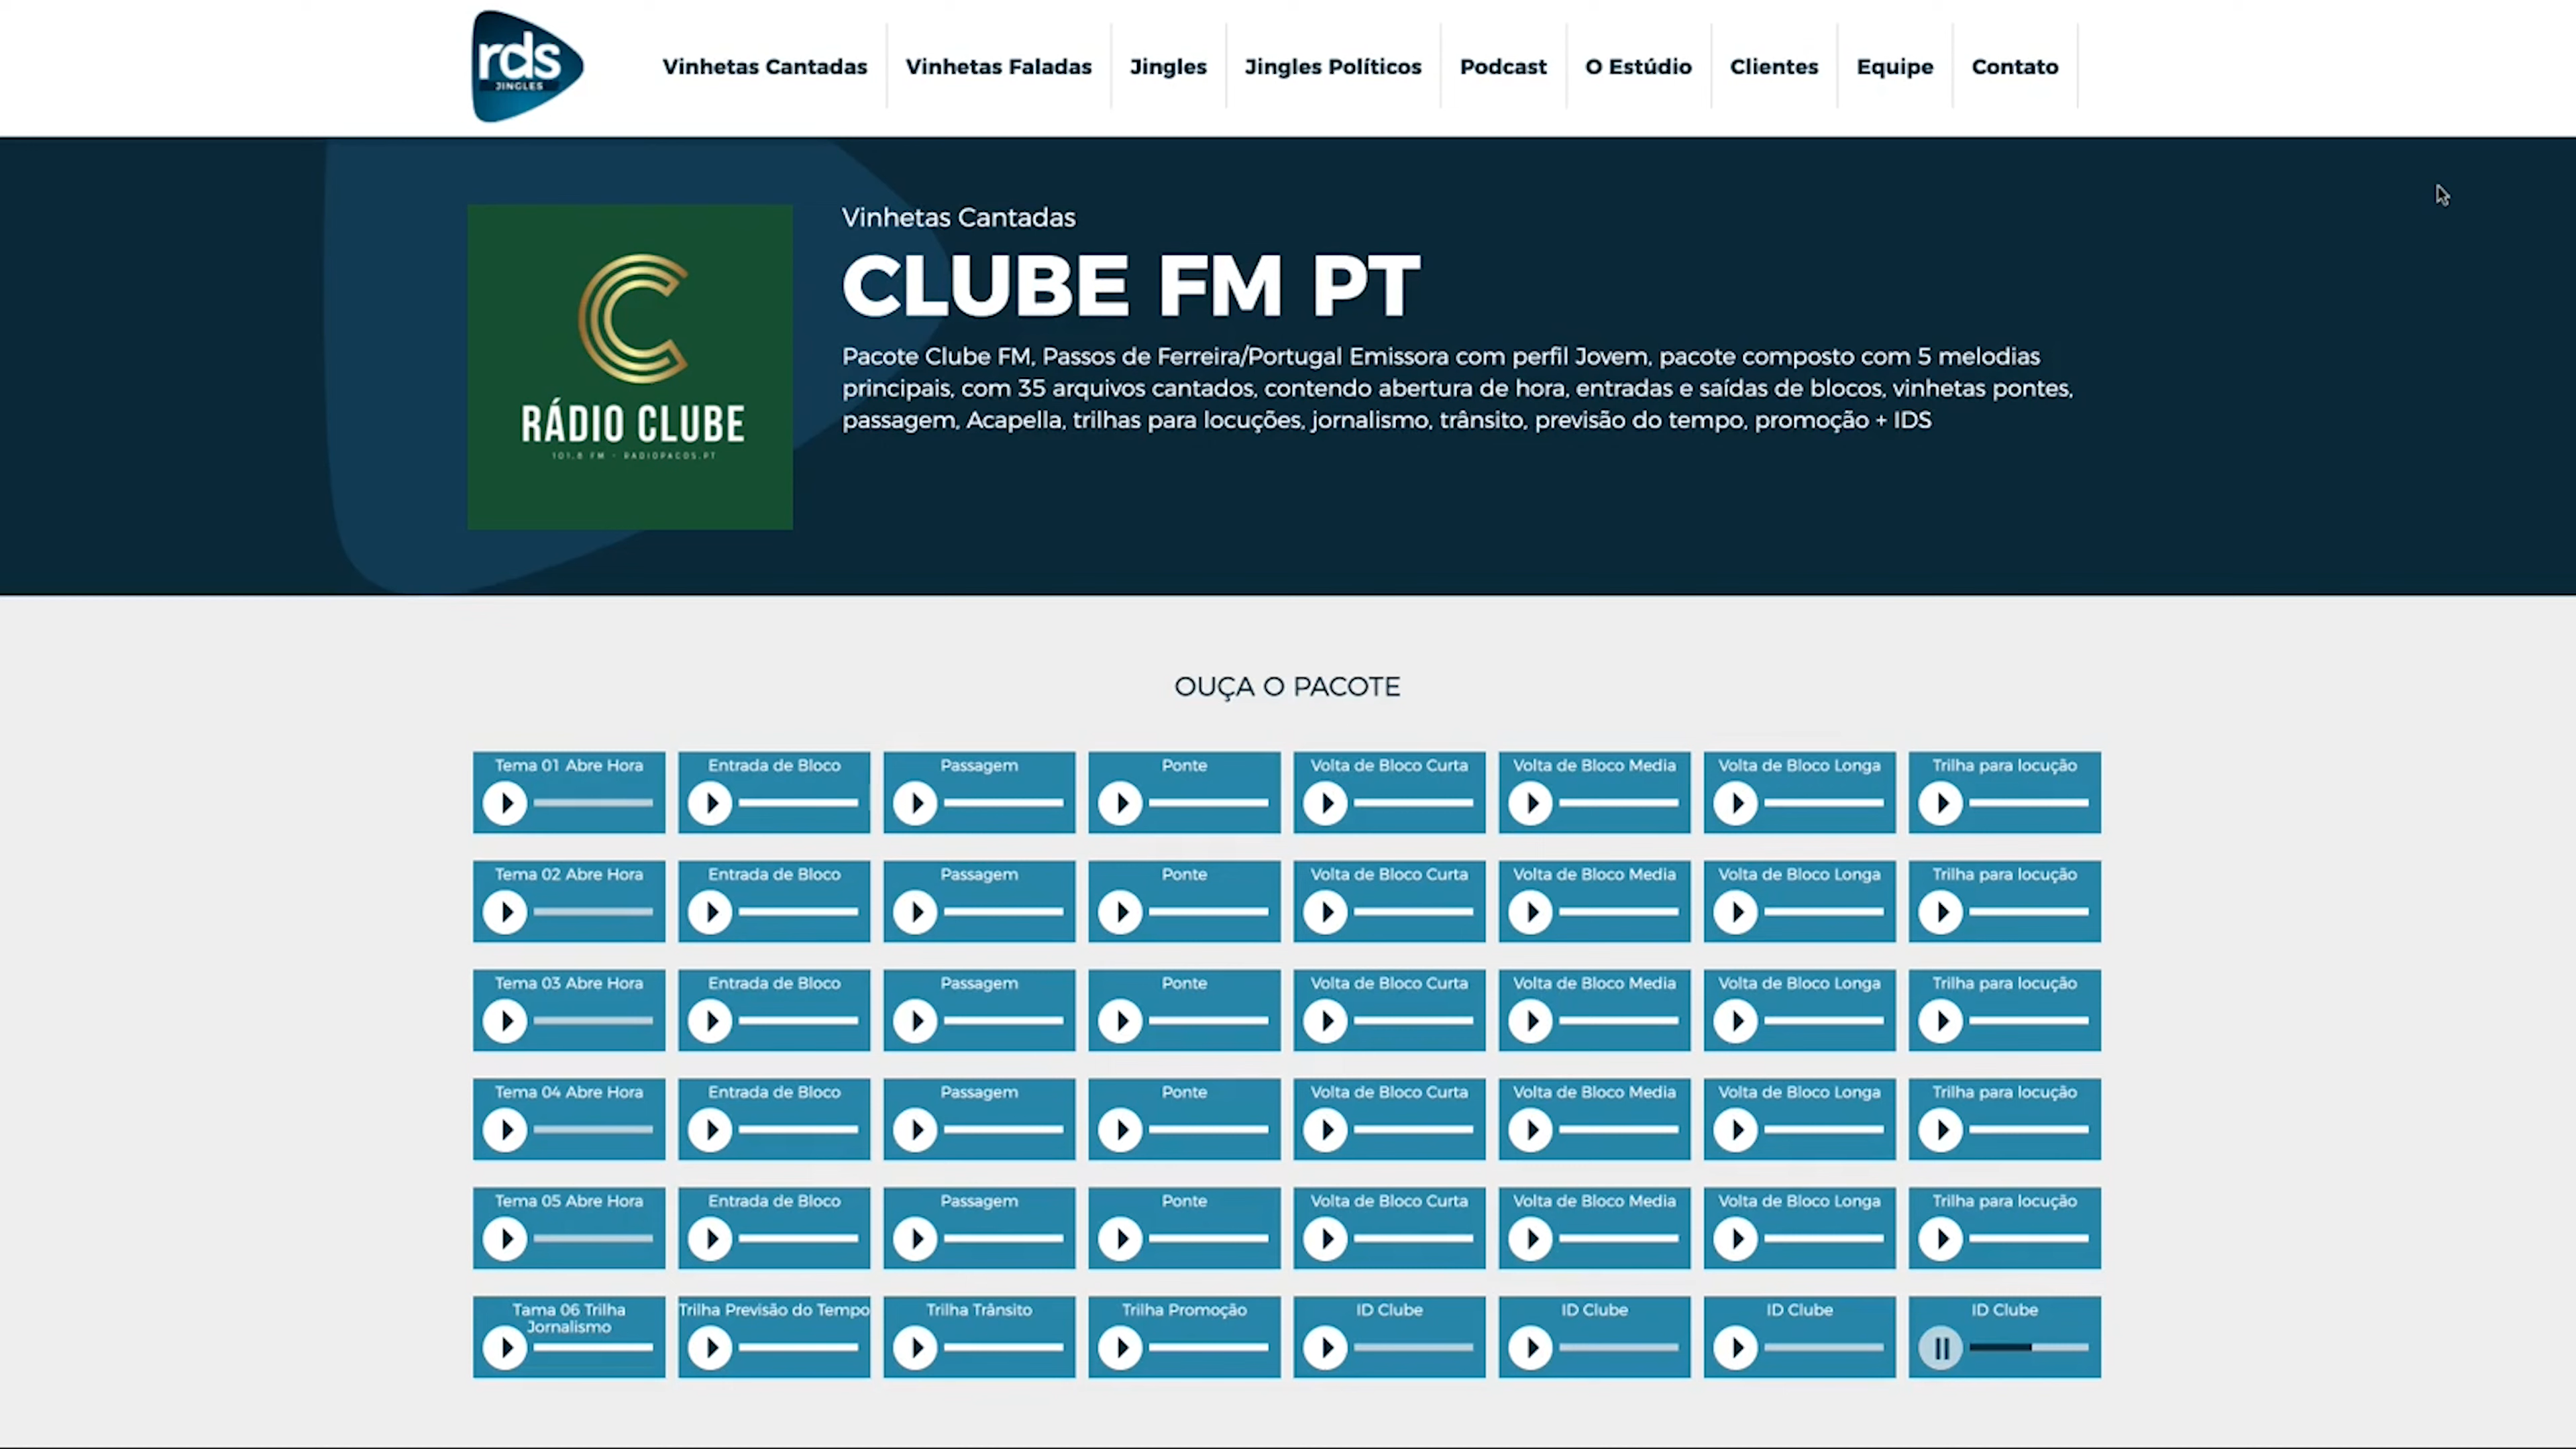 rds
JINGLES
Vinhetas Cantadas
Vinhetas Faladas
Jingles
Jingles Políticos
Podcast
O Estúdio
Clientes
Equipe
Contato
RÁDIO CLUBE
101.8 FM - RADIOPACOS.PT
Vinhetas Cantadas
CLUBE FM PT
Pacote Clube FM, Passos de Ferreira/Portugal Emissora com perfil Jovem, pacote composto com 5 melodias
principais, com 35 arquivos cantados, contendo abertura de hora, entradas e saídas de blocos, vinhetas pontes,
passagem, Acapella, trilhas para locuções, jornalismo, trânsito, previsão do tempo, promoção + IDS
OUÇA O PACOTE
Tema 01 Abre Hora
Entrada de Bloco
Passagem
Ponte
Volta de Bloco Curta
Volta de Bloco Media
Volta de Bloco Longa
Trilha para locução
Tema 02 Abre Hora
Entrada de Bloco
Passagem
Ponte
Volta de Bloco Curta
Volta de Bloco Media
Volta de Bloco Longa
Trilha para locução
Tema 03 Abre Hora
Entrada de Bloco
Passagem
Ponte
Volta de Bloco Curta
Volta de Bloco Media
Volta de Bloco Longa
Trilha para locução
Tema 04 Abre Hora
Entrada de Bloco
Passagem
Ponte
Volta de Bloco Curta
Volta de Bloco Media
Volta de Bloco Longa
Trilha para locução
Tema 05 Abre Hora
Entrada de Bloco
Passagem
Ponte
Volta de Bloco Curta
Volta de Bloco Media
Volta de Bloco Longa
Trilha para locução
Tama 06 Trilha
Jornalismo
Trilha Previsão do Tempo
Trilha Trânsito
Trilha Promoção
ID Clube
ID Clube
ID Clube
ID Clube